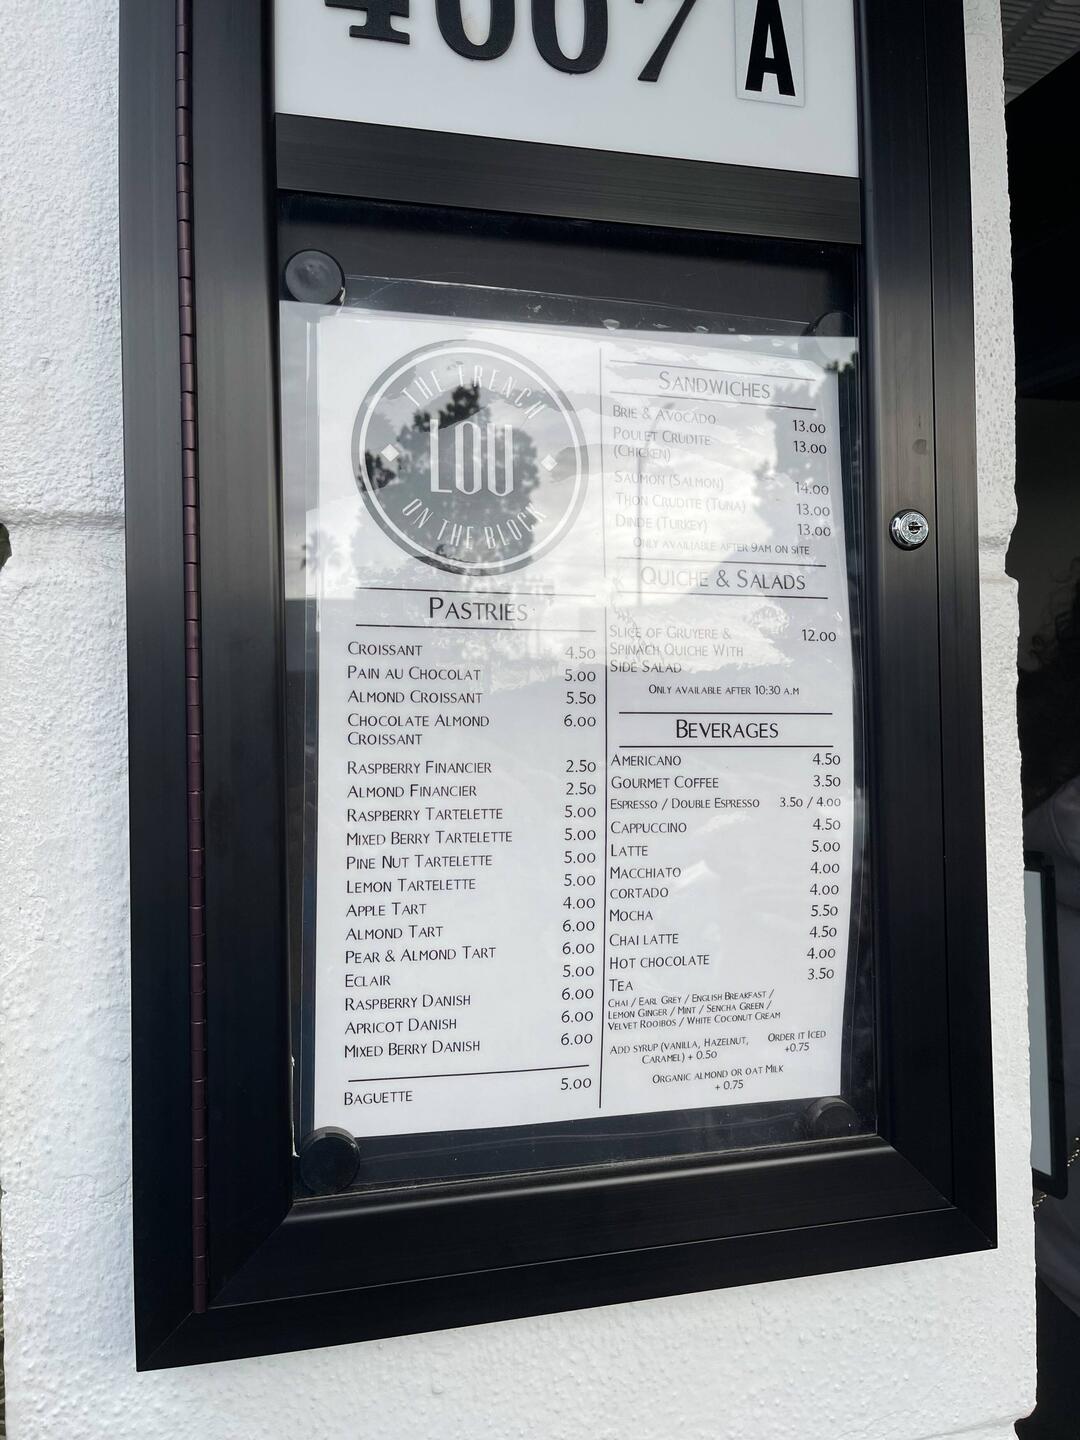 4007 A
THE FRENCH
LOU
ON THE BLOCK
PASTRIES
CROISSANT 4.50
PAIN AU CHOCOLAT 5.00
ALMOND CROISSANT 5.50
CHOCOLATE ALMOND 6.00
CROISSANT
RASPBERRY FINANCIER 2.50
ALMOND FINANCIER 2.50
RASPBERRY TARTELETTE 5.00
MIXED BERRY TARTELETTE 5.00
PINE NUT TARTELETTE 5.00
LEMON TARTELETTE 5.00
APPLE TART 4.00
ALMOND TART 6.00
PEAR & ALMOND TART 6.00
ECLAIR 5.00
RASPBERRY DANISH 6.00
APRICOT DANISH 6.00
MIXED BERRY DANISH 6.00
BAGUETTE 5.00
SANDWICHES
BRIE & AVOCADO 13.00
POULET CRUDITE 13.00
(CHICKEN)
SAUMON (SALMON) 14.00
THON CRUDITE (TUNA) 13.00
DINDE (TURKEY) 13.00
ONLY AVAILIABLE AFTER 9AM ON SITE
QUICHE & SALADS
SLICE OF GRUYERE & 12.00
SPINACH QUICHE WITH
SIDE SALAD
ONLY AVAILABLE AFTER 10:30 A.M
BEVERAGES
AMERICANO 4.50
GOURMET COFFEE 3.50
ESPRESSO / DOUBLE ESPRESSO 3.50 / 4.00
CAPPUCCINO 4.50
LATTE 5.00
MACCHIATO 4.00
CORTADO 4.00
MOCHA 5.50
CHAI LATTE 4.50
HOT CHOCOLATE 4.00
TEA 3.50
CHAI / EARL GREY / ENGLISH BREAKFAST /
LEMON GINGER / MINT / SENCHA GREEN /
VELVET ROOIBOS / WHITE COCONUT CREAM
ADD SYRUP (VANILLA, HAZELNUT,
CARAMEL) + 0.50
ORDER IT ICED
+0.75
ORGANIC ALMOND OR OAT MILK
+ 0.75